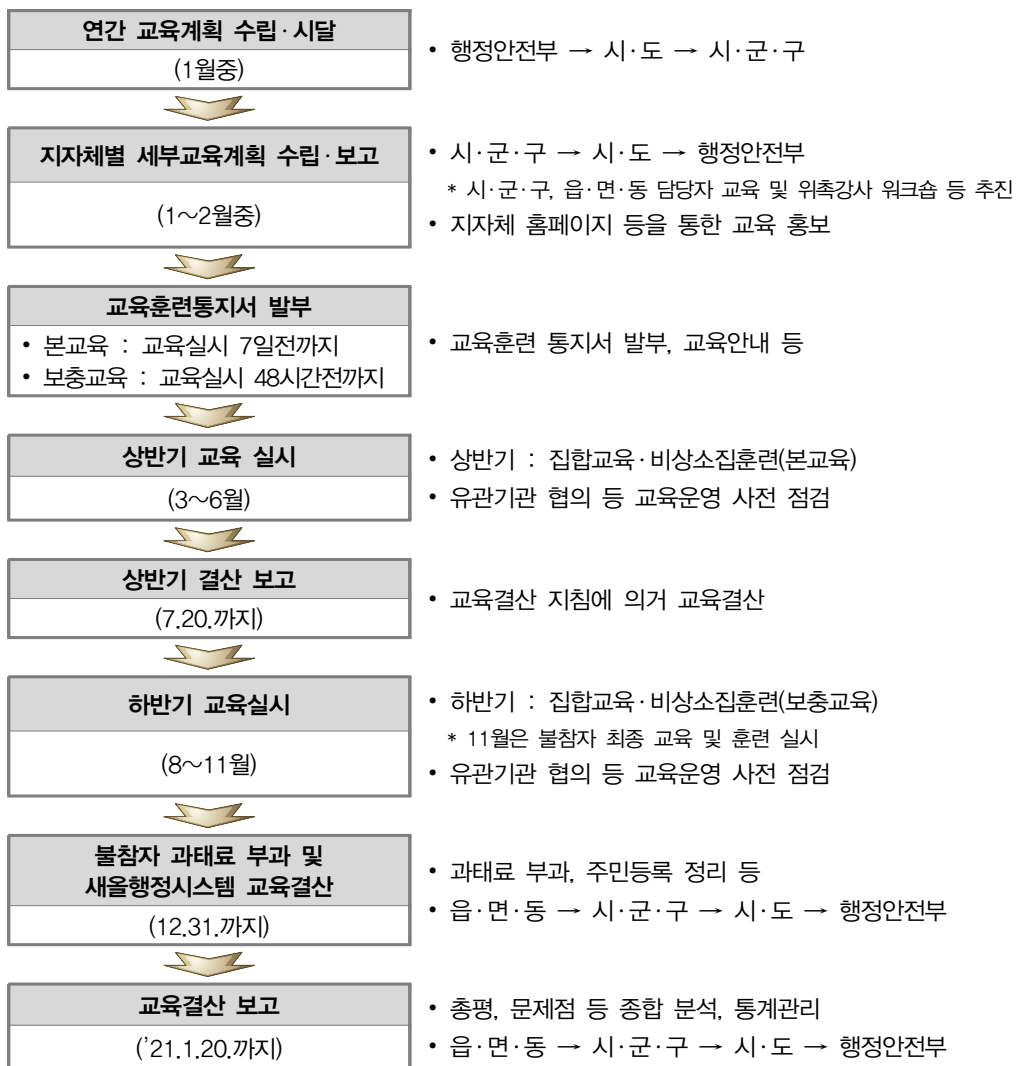 연간 교육계획 수립·시달
(1월중)
• 행정안전부 → 시·도 → 시·군·구
지자체별 세부교육계획 수립·보고
(1～2월중)
• 시·군·구 → 시·도 → 행정안전부
* 시·군·구, 읍·면·동 담당자 교육 및 위촉강사 워크숍 등 추진
• 지자체 홈페이지 등을 통한 교육 홍보
교육훈련통지서 발부
• 본교육 : 교육실시 7일전까지
• 보충교육 : 교육실시 48시간전까지
• 교육훈련 통지서 발부, 교육안내 등
상반기 교육 실시
(3～6월)
• 상반기 : 집합교육·비상소집훈련(본교육)
• 유관기관 협의 등 교육운영 사전 점검
상반기 결산 보고
(7.20.까지)
• 교육결산 지침에 의거 교육결산
하반기 교육실시
(8～11월)
• 하반기 : 집합교육·비상소집훈련(보충교육)
* 11월은 불참자 최종 교육 및 훈련 실시
• 유관기관 협의 등 교육운영 사전 점검
불참자 과태료 부과 및
새올행정시스템 교육결산
(12.31.까지)
• 과태료 부과, 주민등록 정리 등
• 읍·면·동 → 시·군·구 → 시·도 → 행정안전부
교육결산 보고
('21.1.20.까지)
• 총평, 문제점 등 종합 분석, 통계관리
• 읍·면·동 → 시·군·구 → 시·도 → 행정안전부